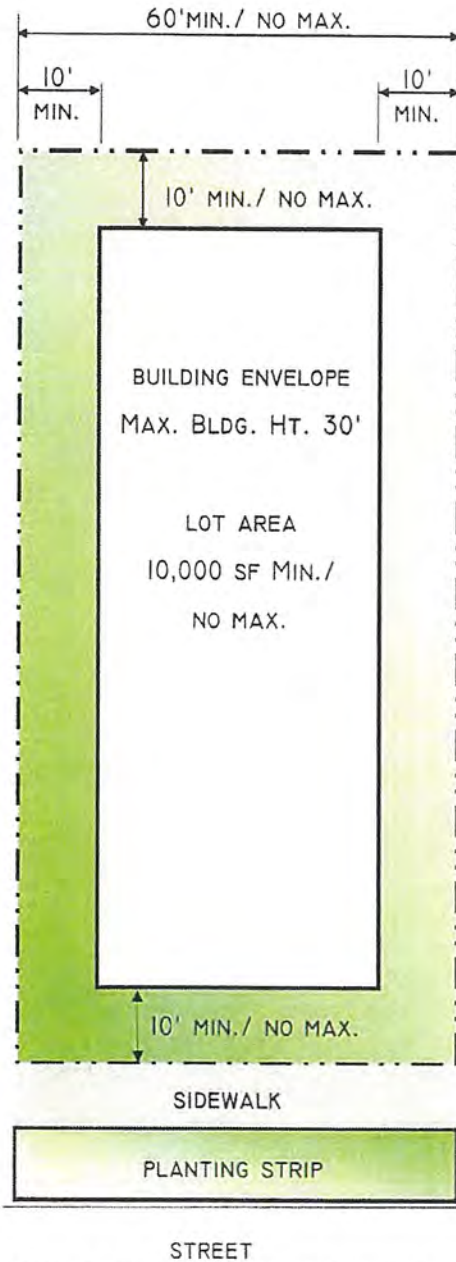 60'MIN./ NO MAX.
10' MIN.
10' MIN.
10' MIN./ NO MAX.
BUILDING ENVELOPE
MAX. BLDG. HT. 30'
LOT AREA
10,000 SF MIN./
NO MAX.
10' MIN./ NO MAX.
SIDEWALK
PLANTING STRIP
STREET